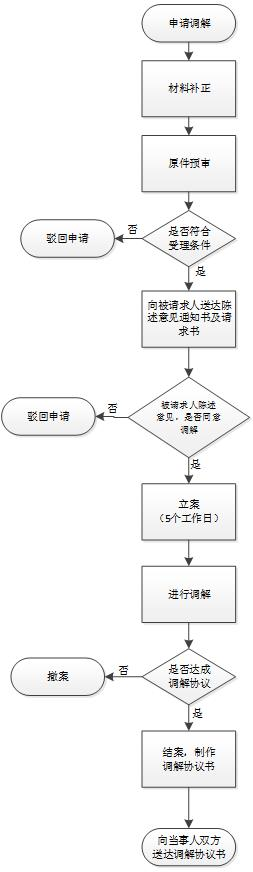 申请调解
材料补正
原件预审
是否符合
受理条件
否
驳回申请
是
向被请求人送达陈
述意见通知书及请
求书
被请求人陈述
意见，是否同意
调解
否
驳回申请
是
立案
（5个工作日）
进行调解
是否达成
调解协议
否
撤案
是
结案，制作
调解协议书
向当事人双方
送达调解协议书